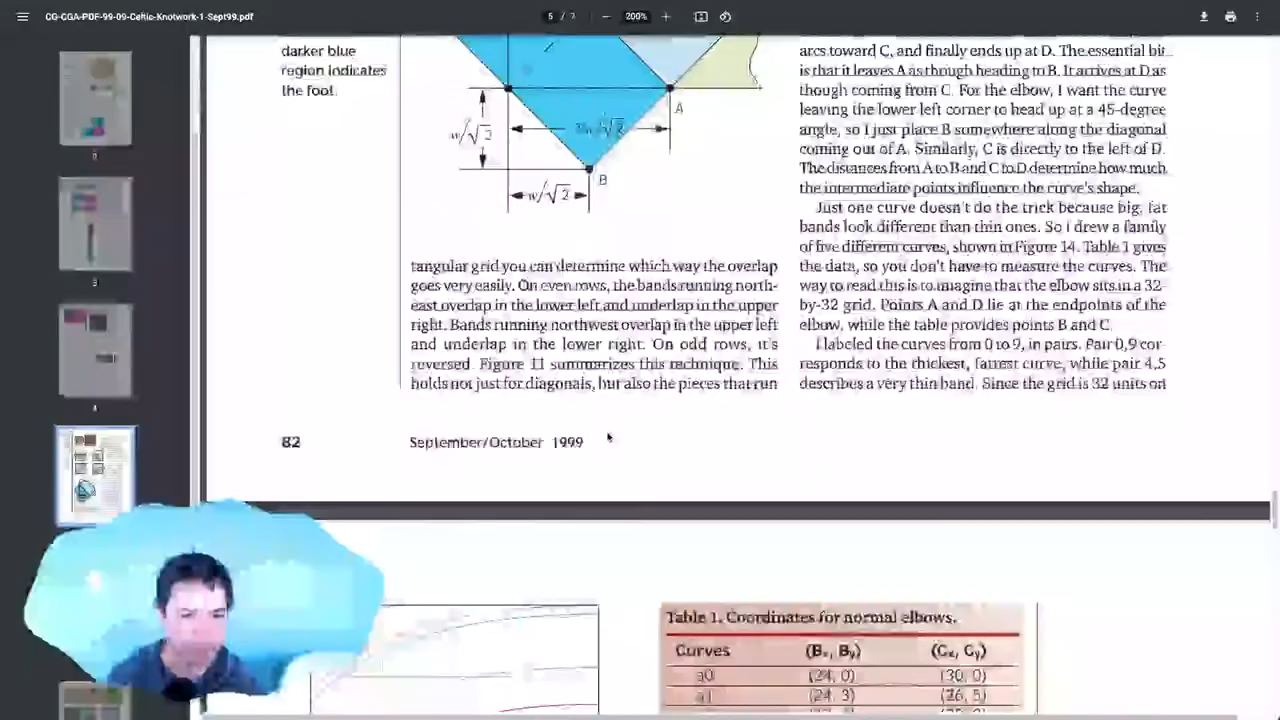 CG-CGA-PDF-99-09-Celtic-Knotwork-1-Sept99.pdf
5 / 7
200%
darker blue
region indicates
the foot.
A
w/√2
B
w/√2
tangular grid you can determine which way the overlap
goes very easily. On even rows, the bands running north-
east overlap in the lower left and underlap in the upper
right. Bands running northwest overlap in the upper left
and underlap in the lower right. On odd rows, it's
reversed. Figure 11 summarizes this technique. This
holds not just for diagonals, but also the pieces that run
82
September/October 1999
arcs toward C, and finally ends up at D. The essential bit
is that it leaves A as though heading to B. It arrives at D as
though coming from C. For the elbow, I want the curve
leaving the lower left corner to head up at a 45-degree
angle, so I just place B somewhere along the diagonal
coming out of A. Similarly, C is directly to the left of D.
The distances from A to B and C to D determine how much
the intermediate points influence the curve's shape.
Just one curve doesn't do the trick because big, fat
bands look different than thin ones. So I drew a family
of five different curves, shown in Figure 14. Table 1 gives
the data, so you don't have to measure the curves. The
way to read this is to imagine that the elbow sits in a 32-
by-32 grid. Points A and D lie at the endpoints of the
elbow, while the table provides points B and C.
I labeled the curves from 0 to 9, in pairs. Pair 0,9 cor-
responds to the thickest, fattest curve, while pair 4,5
describes a very thin band. Since the grid is 32 units on
Table 1. Coordinates for normal elbows.
Curves (Bx, By) (Cx, Cy)
a0 (24, 0) (30, 0)
a1 (24, 3) (26, 5)